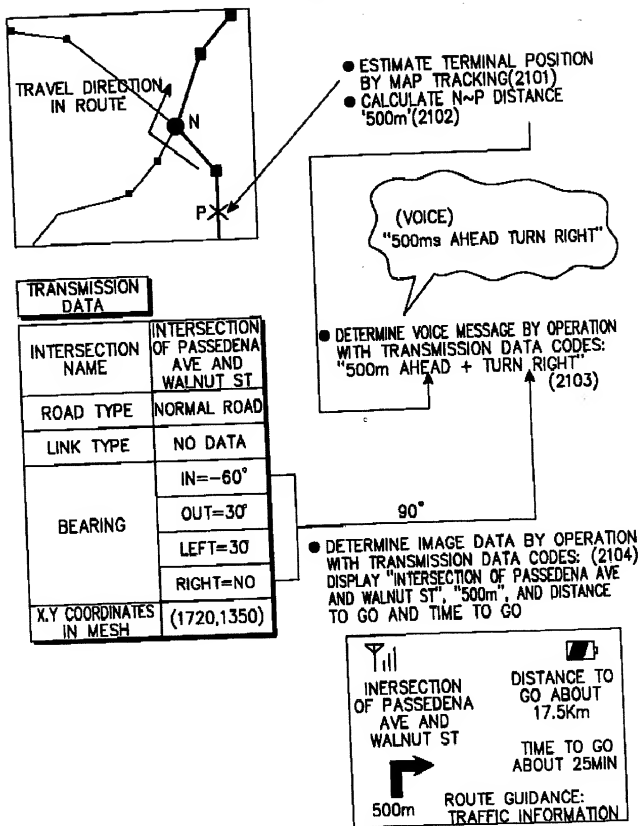 TRAVEL DIRECTION
IN ROUTE
N
P
● ESTIMATE TERMINAL POSITION
BY MAP TRACKING(2101)
● CALCULATE N~P DISTANCE
'500m'(2102)
(VOICE)
"500ms AHEAD TURN RIGHT"
● DETERMINE VOICE MESSAGE BY OPERATION
WITH TRANSMISSION DATA CODES:
"500m AHEAD + TURN RIGHT"
(2103)
TRANSMISSION
DATA
INTERSECTION
NAME
INTERSECTION
OF PASSEDENA
AVE AND
WALNUT ST
ROAD TYPE
NORMAL ROAD
LINK TYPE
NO DATA
BEARING
IN=-60°
OUT=30°
LEFT=30
RIGHT=NO
X.Y COORDINATES
IN MESH
(1720,1350)
90°
● DETERMINE IMAGE DATA BY OPERATION
WITH TRANSMISSION DATA CODES: (2104)
DISPLAY "INTERSECTION OF PASSEDENA AVE
AND WALNUT ST", "500m", AND DISTANCE
TO GO AND TIME TO GO
INERSECTION
OF PASSEDENA
AVE AND
WALNUT ST
500m
DISTANCE TO
GO ABOUT
17.5Km
TIME TO GO
ABOUT 25MIN
ROUTE GUIDANCE:
TRAFFIC INFORMATION